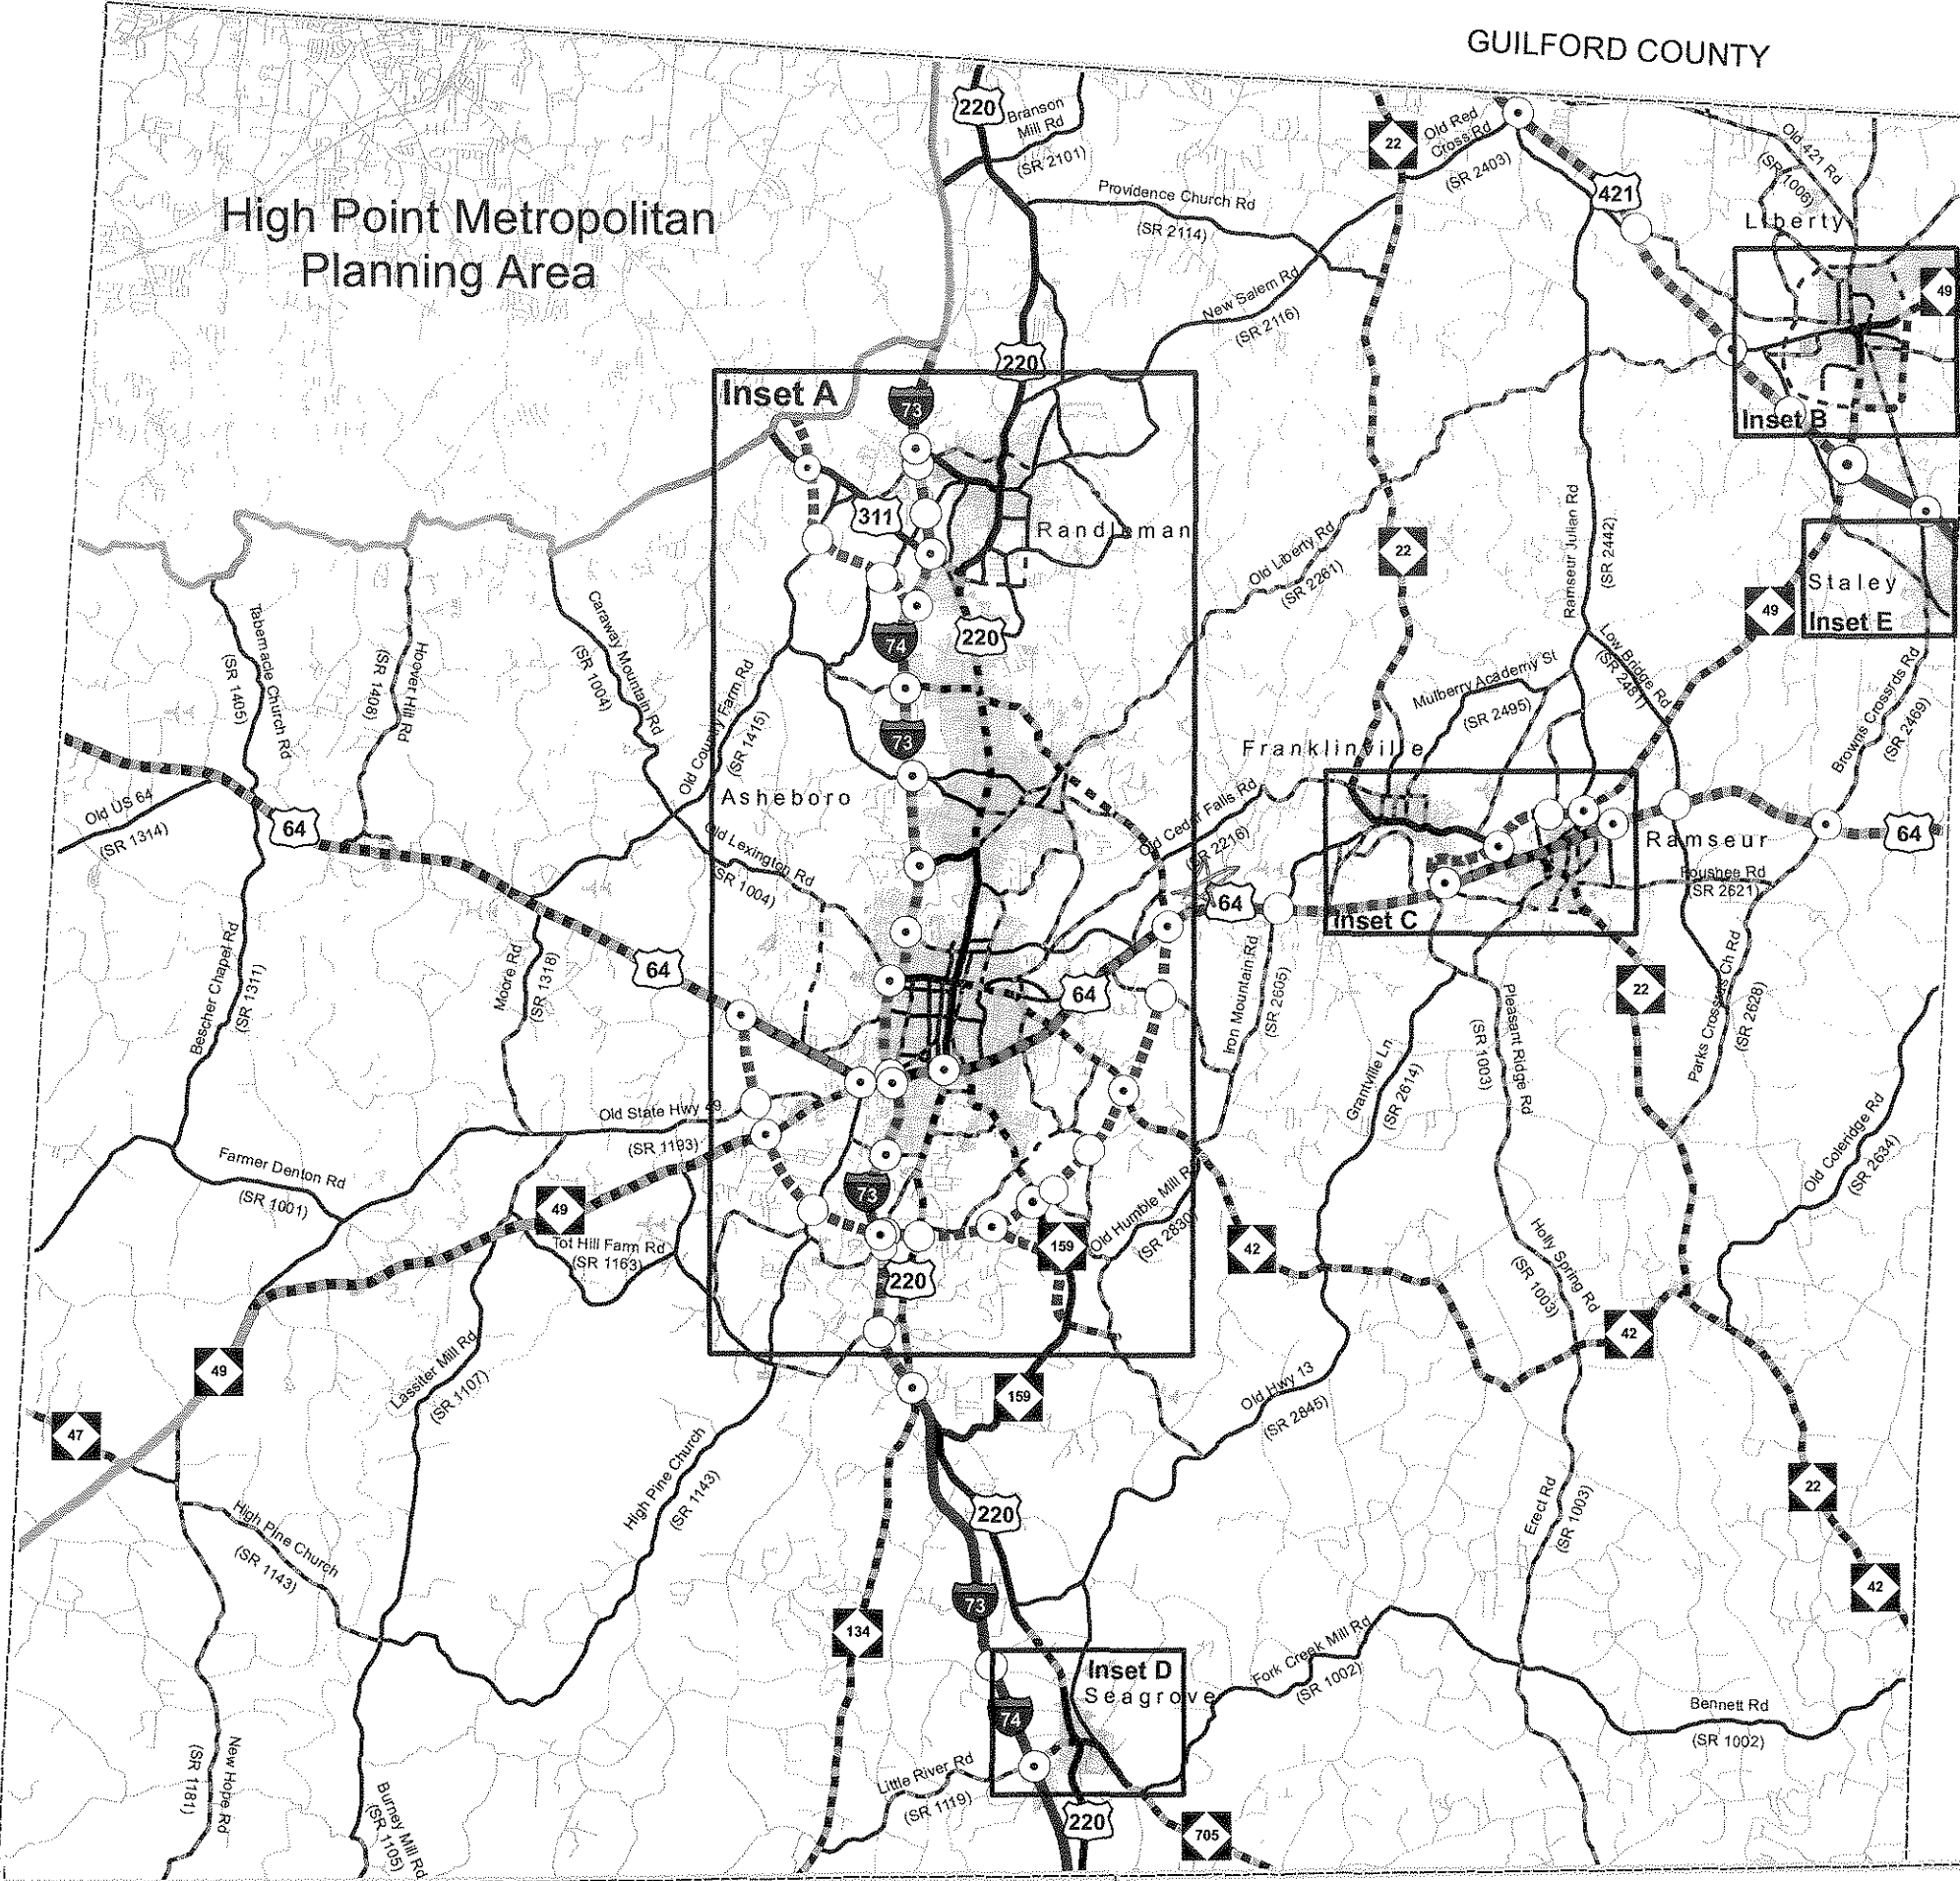 GUILFORD COUNTY
High Point Metropolitan
Planning Area
220
Branson
Mill Rd
(SR 2101)
22
Old Red
Cross Rd
(SR 2403)
421
Old 421 Rd
(SR 1006)
Liberty
Providence Church Rd
(SR 2114)
New Salem Rd
(SR 2116)
49
Inset B
220
Inset A
73
311
Randleman
22
Old Liberty Rd
(SR 2261)
Ramseur Julian Rd
(SR 2442)
Staley
Inset E
49
74
220
Tabernacle Church Rd
(SR 1405)
Hoover Hill Rd
(SR 1408)
Caraway Mountain Rd
(SR 1004)
Old County Farm Rd
(SR 1415)
73
Mulberry Academy St
(SR 2495)
Low Bridge Rd
(SR 2481)
Browns Crossrds Rd
(SR 2469)
Franklinville
Asheboro
Old US 64
(SR 1314)
64
Old Lexington Rd
(SR 1004)
Old Cedar Falls Rd
(SR 2216)
Ramseur
64
Foushee Rd
(SR 2621)
64
Inset C
Bescher Chapel Rd
(SR 1311)
Moore Rd
(SR 1318)
64
64
Iron Mountain Rd
(SR 2605)
22
Parks Crossrds Ch Rd
(SR 2628)
Pleasant Ridge Rd
(SR 1003)
Grantville Ln
(SR 2614)
Old State Hwy 49
(SR 1193)
Farmer Denton Rd
(SR 1001)
49
Tot Hill Farm Rd
(SR 1163)
73
159
Old Humble Mill Rd
(SR 2830)
42
Old Coleridge Rd
(SR 2634)
Holly Spring Rd
(SR 1003)
220
42
49
Lassiter Mill Rd
(SR 1107)
47
159
Old Hwy 13
(SR 2845)
High Pine Church
(SR 1143)
High Pine Church
(SR 1143)
220
22
Erect Rd
(SR 1003)
42
73
134
Inset D
Seagrove
Fork Creek Mill Rd
(SR 1002)
Bennett Rd
(SR 1002)
74
New Hope Rd
(SR 1181)
Burney Mill Rd
(SR 1105)
Little River Rd
(SR 1119)
220
705